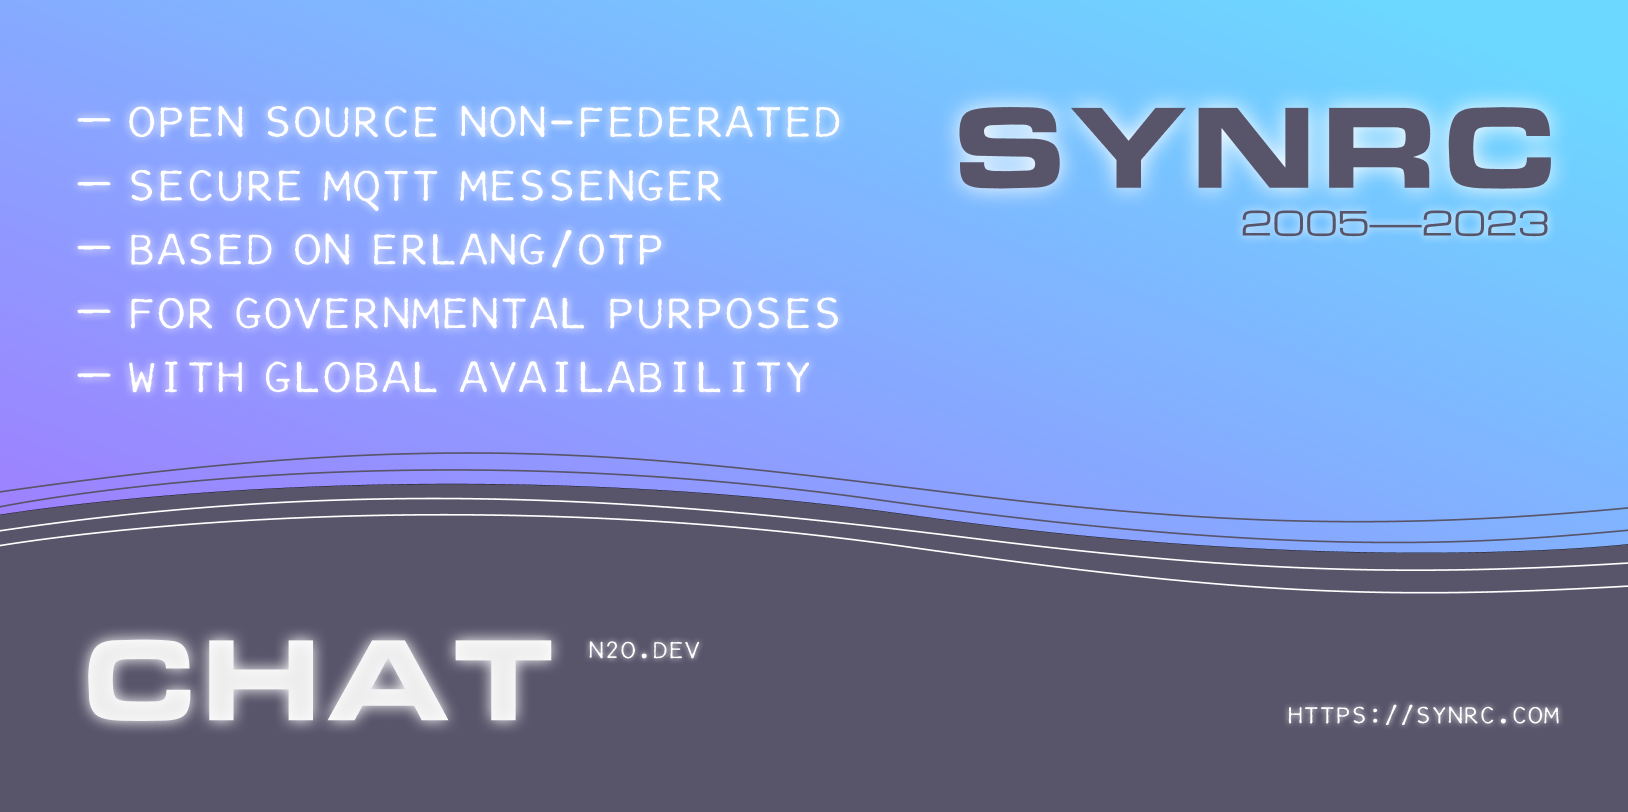 — OPEN SOURCE NON-FEDERATED
— SECURE MQTT MESSENGER
— BASED ON ERLANG/OTP
— FOR GOVERNMENTAL PURPOSES
— WITH GLOBAL AVAILABILITY
SYNRC
2005—2023
CHAT
N2O.DEV
HTTPS://SYNRC.COM